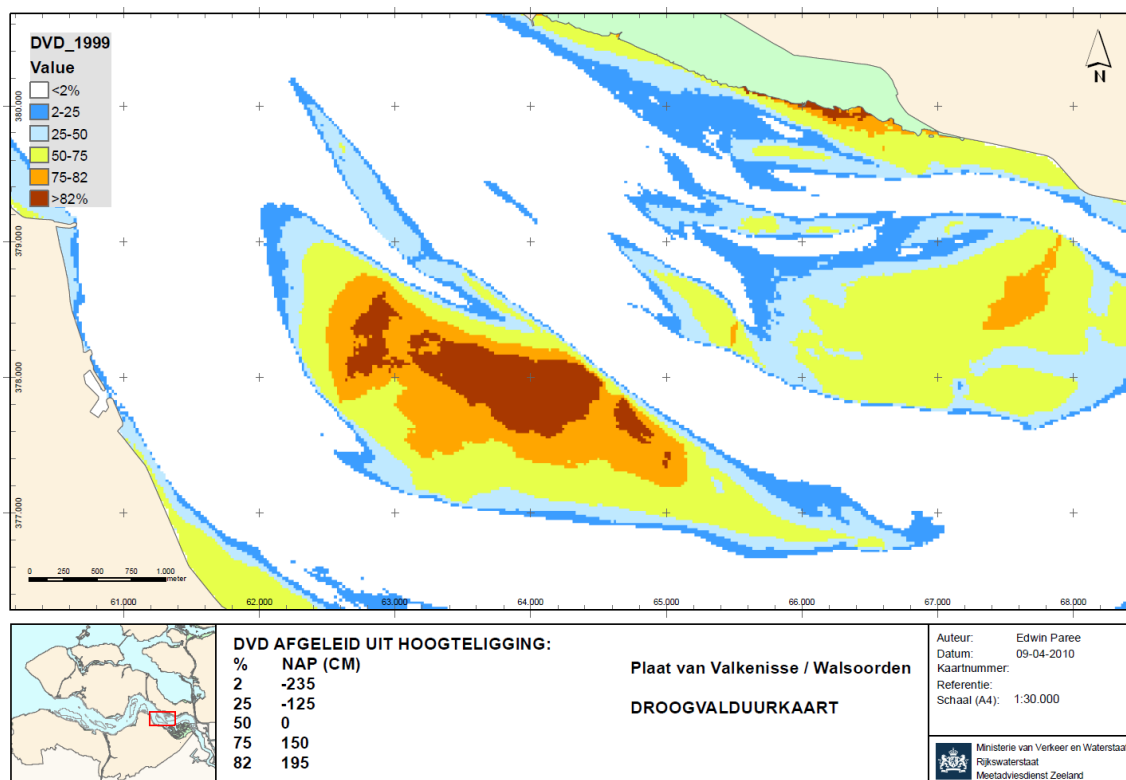 DVD_1999
Value
<2%
2-25
25-50
50-75
75-82
>82%
N
380.000
379.000
378.000
377.000
0 250 500 750 1.000
meter
61.000 62.000 63.000 64.000 65.000 66.000 67.000 68.000
DVD AFGELEID UIT HOOGTELIGGING:
% NAP (CM)
2 -235
25 -125
50 0
75 150
82 195
Plaat van Valkenisse / Walsoorden
DROOGVALDUURKAART
Auteur: Edwin Paree
Datum: 09-04-2010
Kaartnummer:
Referentie:
Schaal (A4): 1:30.000
Ministerie van Verkeer en Waterstaat
Rijkswaterstaat
Meetadviesdienst Zeeland